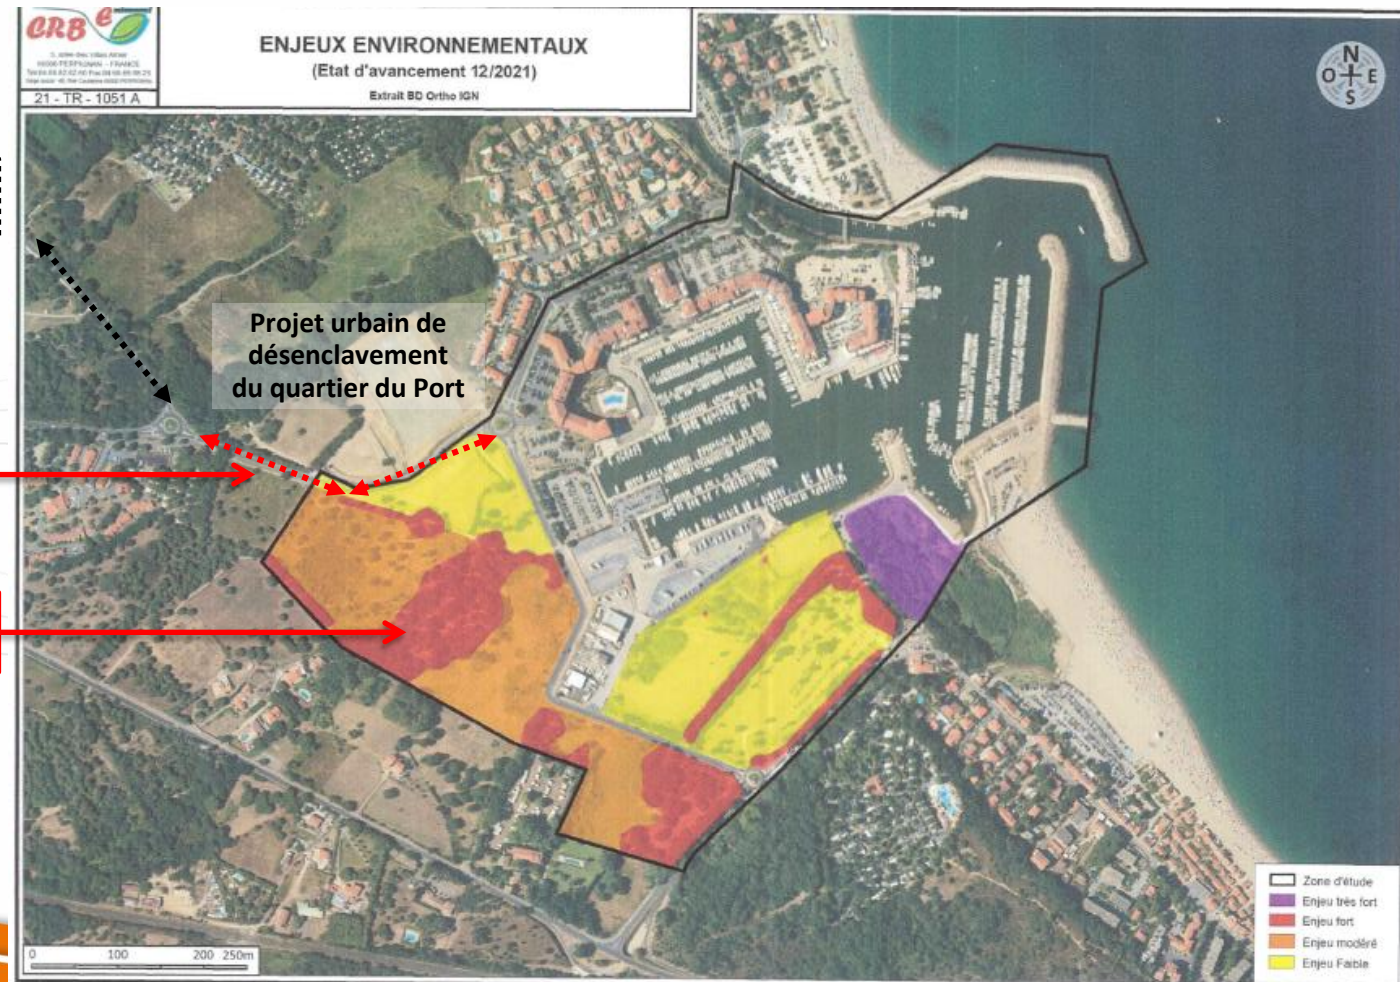 CRB e
21 - TR - 1051 A
ENJEUX ENVIRONNEMENTAUX
(Etat d'avancement 12/2021)
Extrait BD Ortho IGN
N
O E
S
Projet urbain de
désenclavement
du quartier du Port
Zone d'étude
Enjeu très fort
Enjeu fort
Enjeu modéré
Enjeu Faible
0 100 200 250m